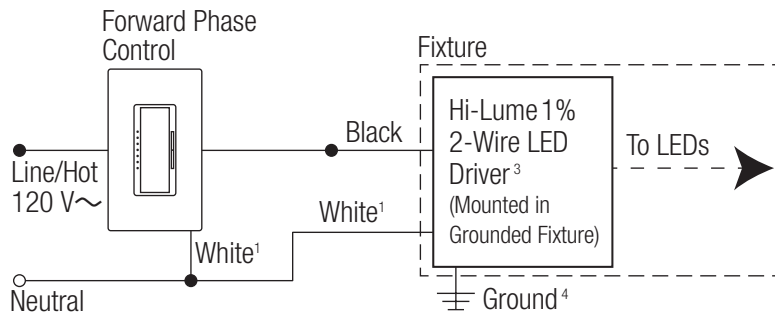 Forward Phase
Control
Fixture
Hi-Lume 1%
2-Wire LED
Driver³
(Mounted in
Grounded Fixture)
Black
To LEDs
Line/Hot
120 V～
White¹
White¹
Neutral
Ground⁴